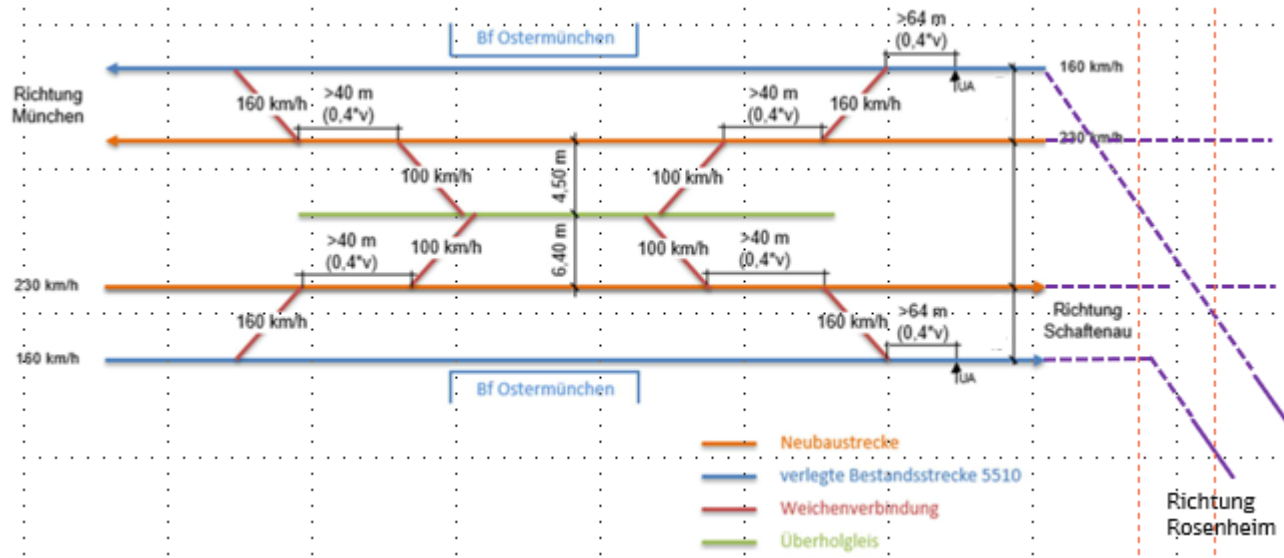 Bf Ostermünchen
>64 m
(0,4*v)
160 km/h
UA
Richtung
München
160 km/h
>40 m
(0,4*v)
>40 m
(0,4*v)
160 km/h
230 km/h
100 km/h
4,50 m
100 km/h
>40 m
(0,4*v)
100 km/h
6,40 m
100 km/h
>40 m
(0,4*v)
230 km/h
160 km/h
160 km/h
>64 m
(0,4*v)
Richtung
Schaftenau
160 km/h
UA
Bf Ostermünchen
Neubaustrecke
verlegte Bestandsstrecke 5510
Weichenverbindung
Überholgleis
Richtung
Rosenheim